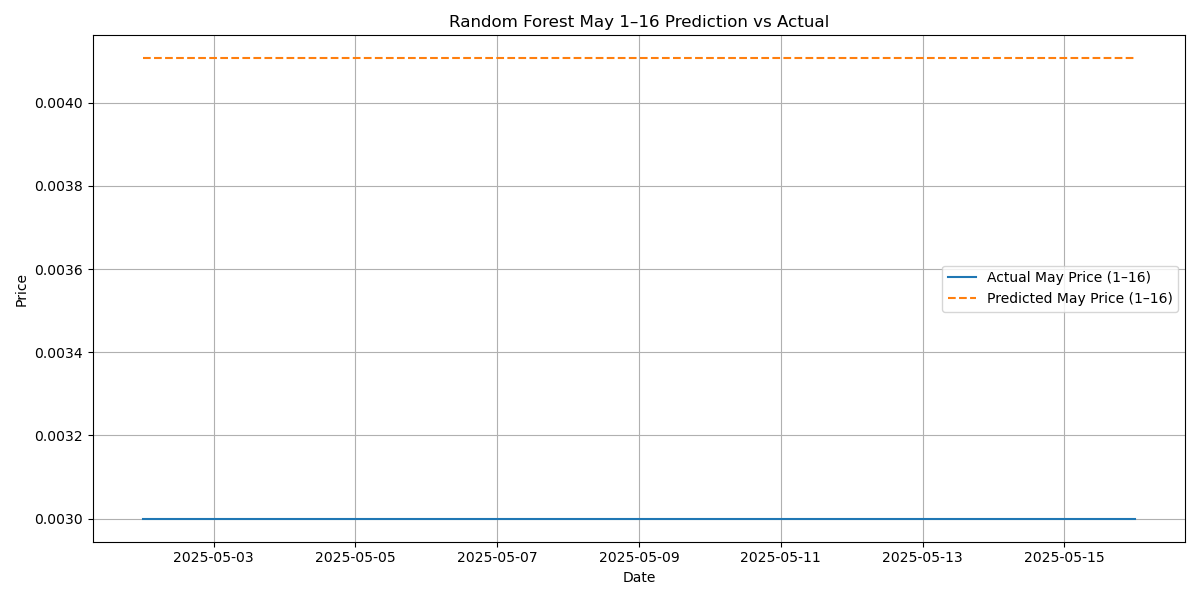 Random Forest May 1–16 Prediction vs Actual
0.0040
0.0038
0.0036
0.0034
0.0032
0.0030
Price
Actual May Price (1–16)
Predicted May Price (1–16)
2025-05-03 2025-05-05 2025-05-07 2025-05-09 2025-05-11 2025-05-13 2025-05-15
Date